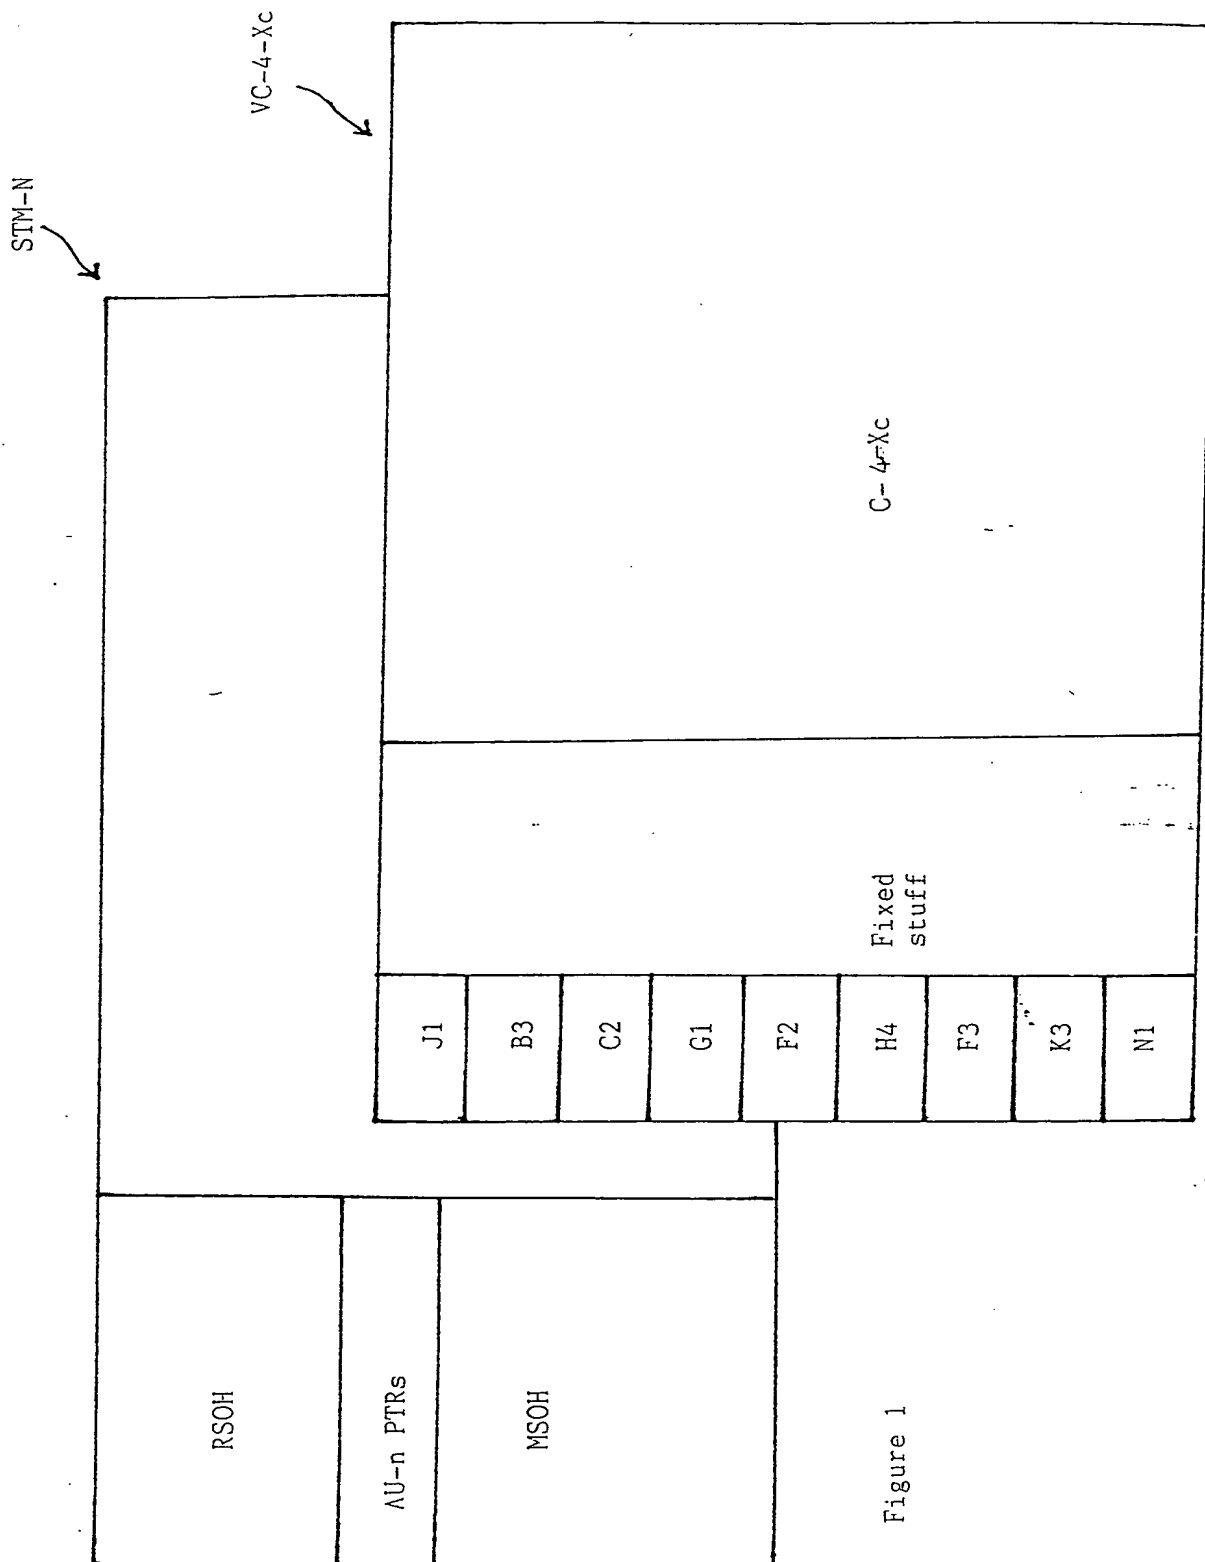 STM-N
VC-4-Xc
RSOH
AU-n PTRs
MSOH
J1
B3
C2
G1
F2
H4
F3
K3
N1
Fixed
stuff
C-4-Xc
Figure 1